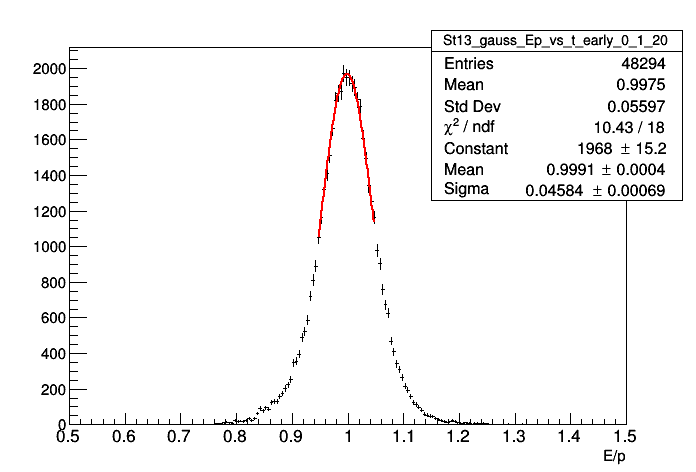 St13_gauss_Ep_vs_t_early_0_1_20
Entries 48294
Mean 0.9975
Std Dev 0.05597
χ² / ndf 10.43 / 18
Constant 1968 ± 15.2
Mean 0.9991 ± 0.0004
Sigma 0.04584 ± 0.00069
2000
1800
1600
1400
1200
1000
800
600
400
200
0
0.5 0.6 0.7 0.8 0.9 1 1.1 1.2 1.3 1.4 1.5
E/p